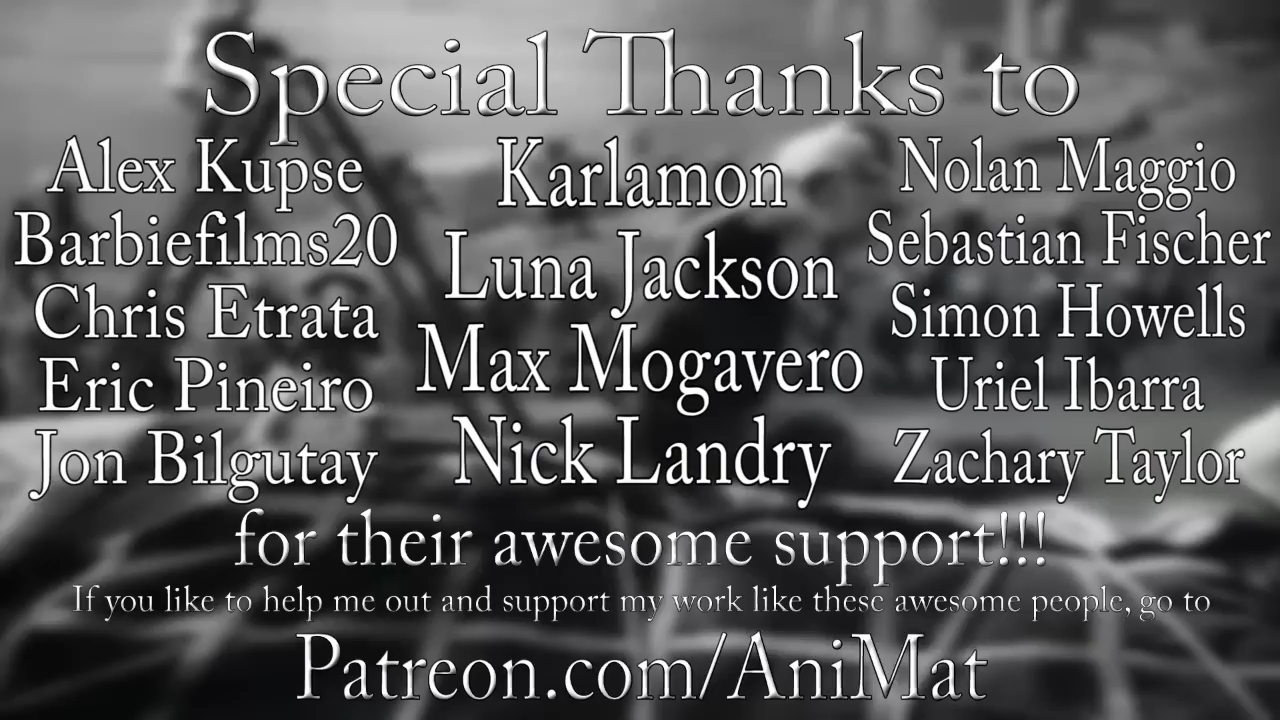 Special Thanks to
Alex Kupse
Barbiefilms20
Chris Etrata
Eric Pineiro
Jon Bilgutay
Karlamon
Luna Jackson
Max Mogavero
Nick Landry
Nolan Maggio
Sebastian Fischer
Simon Howells
Uriel Ibarra
Zachary Taylor
for their awesome support!!!
If you like to help me out and support my work like these awesome people, go to
Patreon.com/AniMat